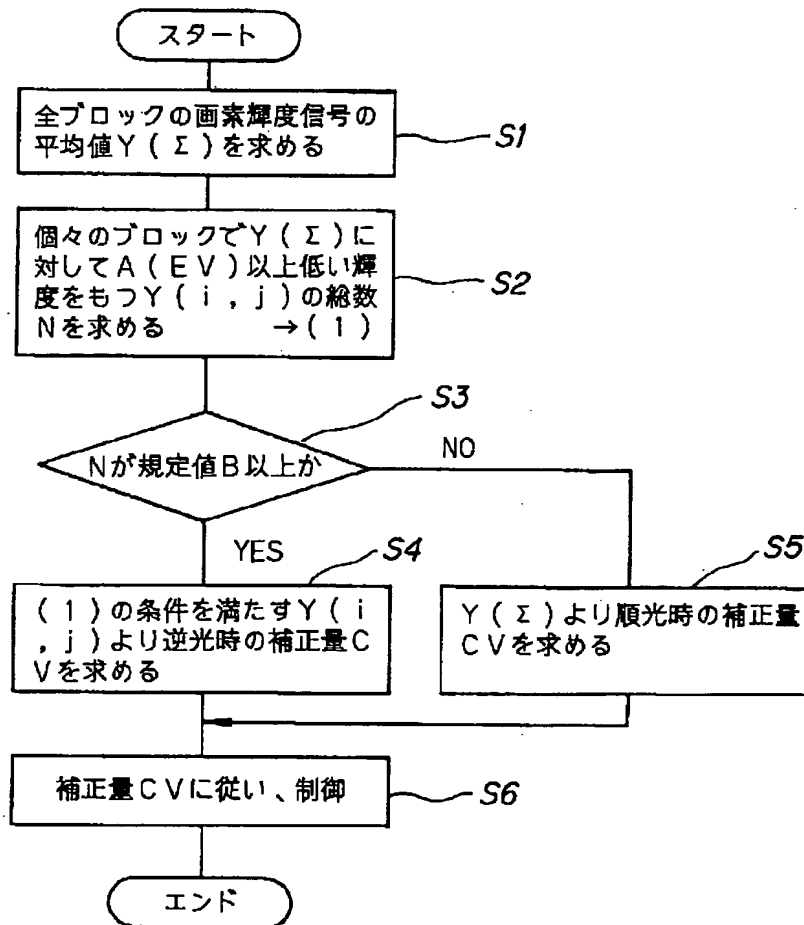 スタート
全ブロックの画素輝度信号の
平均値Y(Σ)を求める
S1
個々のブロックでY(Σ)に
対してA(EV)以上低い輝
度をもつY(i,j)の総数
Nを求める →(1)
S2
S3
Nが規定値B以上か
NO
YES
S4
(1)の条件を満たすY(i
,j)より逆光時の補正量C
Vを求める
S5
Y(Σ)より順光時の補正量
CVを求める
補正量CVに従い、制御
S6
エンド